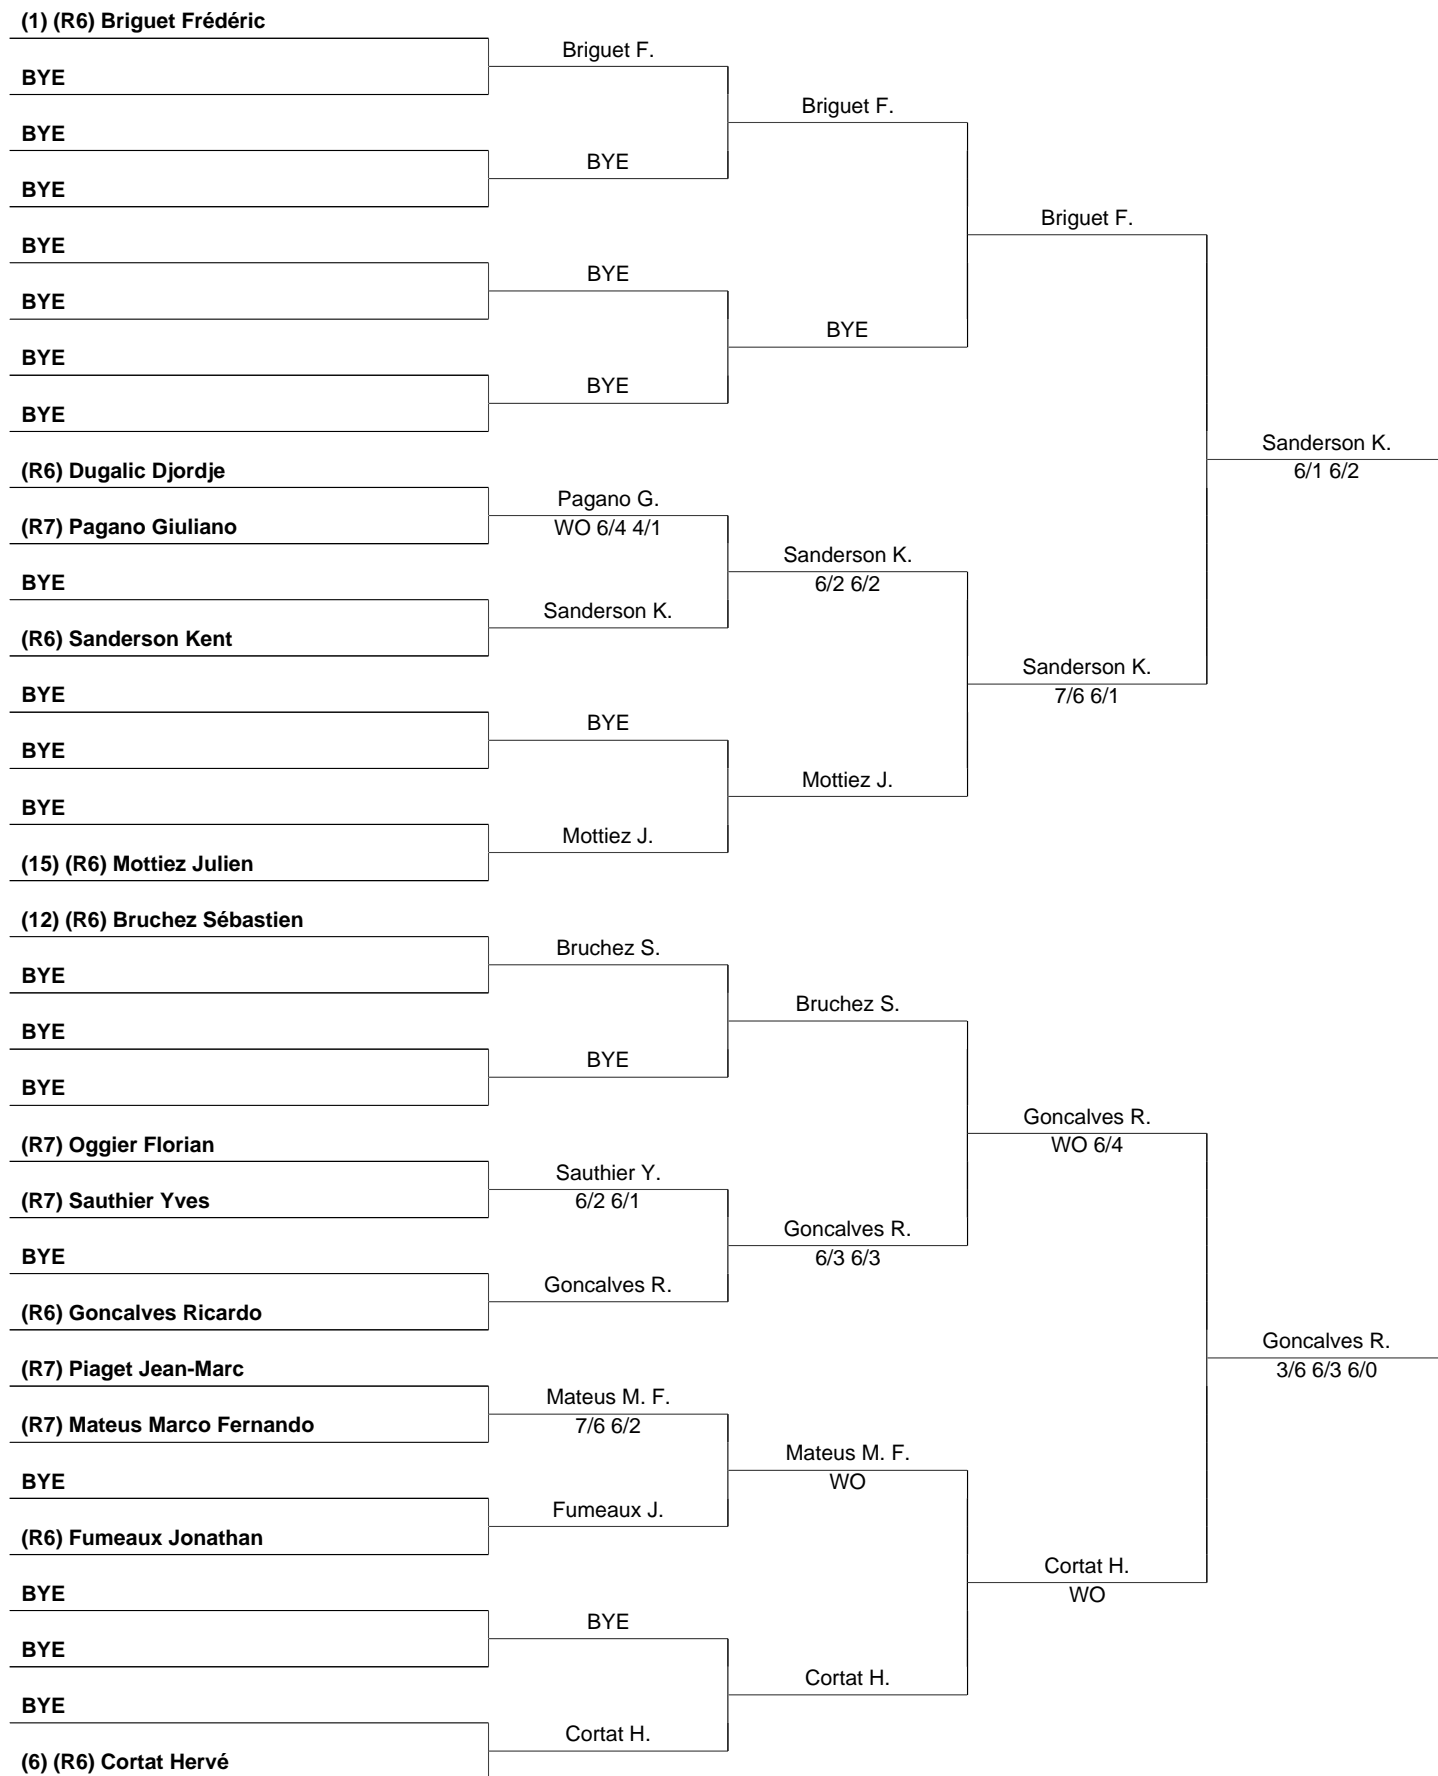 (1) (R6) Briguet Frédéric
Briguet F.
BYE
Briguet F.
BYE
BYE
BYE
Briguet F.
BYE
BYE
BYE
BYE
BYE
BYE
BYE
Sanderson K.
6/1 6/2
(R6) Dugalic Djordje
Pagano G.
(R7) Pagano Giuliano
WO 6/4 4/1
Sanderson K.
BYE
6/2 6/2
Sanderson K.
(R6) Sanderson Kent
Sanderson K.
BYE
7/6 6/1
BYE
BYE
Mottiez J.
BYE
Mottiez J.
(15) (R6) Mottiez Julien
(12) (R6) Bruchez Sébastien
Bruchez S.
BYE
Bruchez S.
BYE
BYE
BYE
Goncalves R.
(R7) Oggier Florian
WO 6/4
Sauthier Y.
(R7) Sauthier Yves
6/2 6/1
Goncalves R.
BYE
6/3 6/3
Goncalves R.
(R6) Goncalves Ricardo
Goncalves R.
(R7) Piaget Jean-Marc
3/6 6/3 6/0
Mateus M. F.
(R7) Mateus Marco Fernando
7/6 6/2
Mateus M. F.
BYE
WO
Fumeaux J.
(R6) Fumeaux Jonathan
Cortat H.
BYE
WO
BYE
BYE
Cortat H.
BYE
Cortat H.
(6) (R6) Cortat Hervé